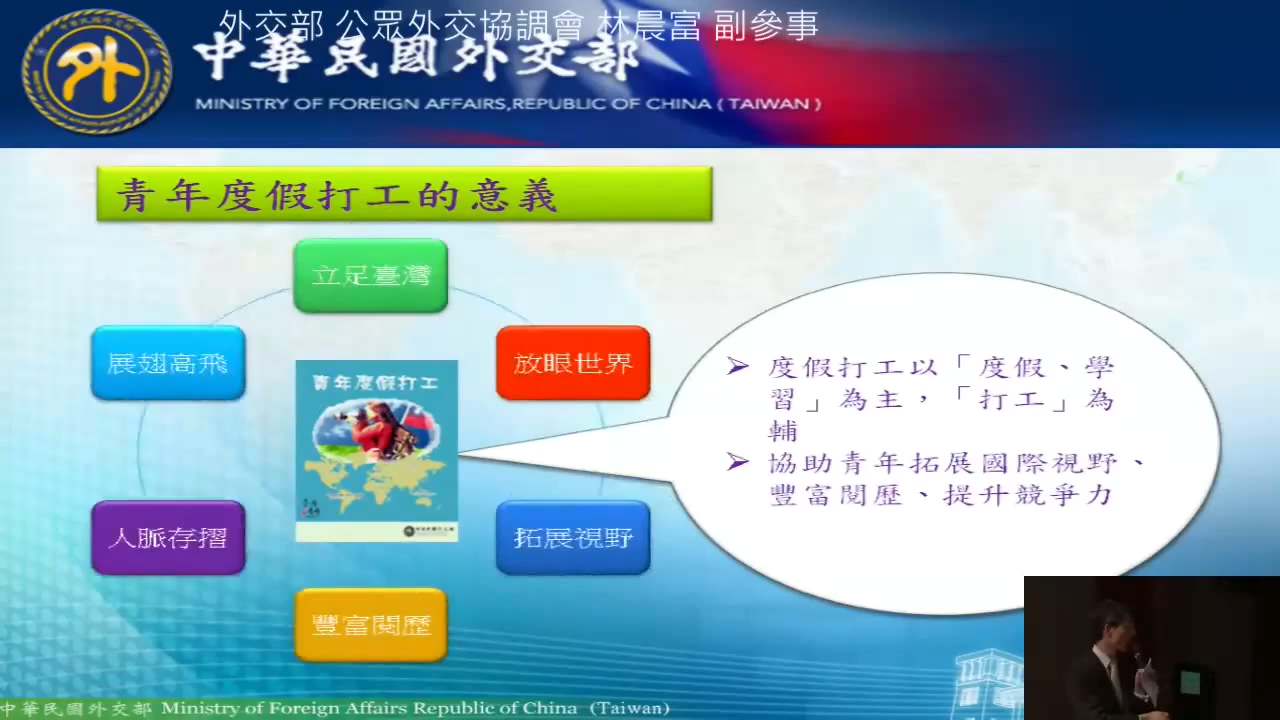 外交部 公眾外交協調會 林晨富 副參事
中華民國外交部
MINISTRY OF FOREIGN AFFAIRS,REPUBLIC OF CHINA ( TAIWAN )
外
青年度假打工的意義
立足臺灣
展翅高飛
放眼世界
青年度假打工
➢ 度假打工以「度假、學
習」為主，「打工」為
輔
➢ 協助青年拓展國際視野、
豐富閱歷、提升競爭力
人脈存摺
拓展視野
豐富閱歷
中華民國外交部 Ministry of Foreign Affairs Republic of China (Taiwan)